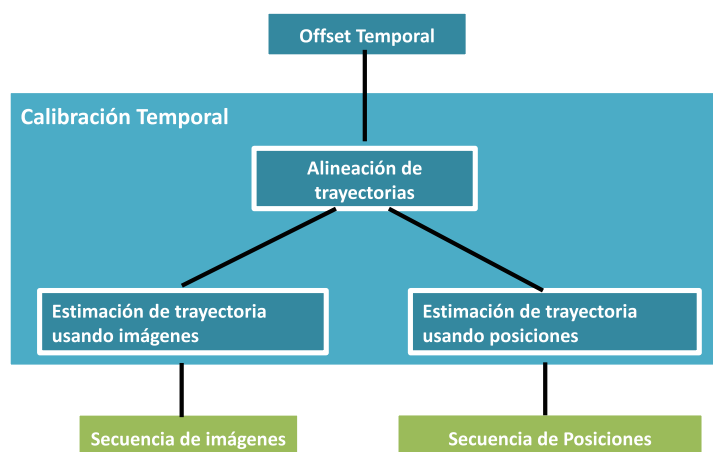 Offset Temporal
Calibración Temporal
Alineación de
trayectorias
Estimación de trayectoria
usando imágenes
Estimación de trayectoria
usando posiciones
Secuencia de imágenes
Secuencia de Posiciones